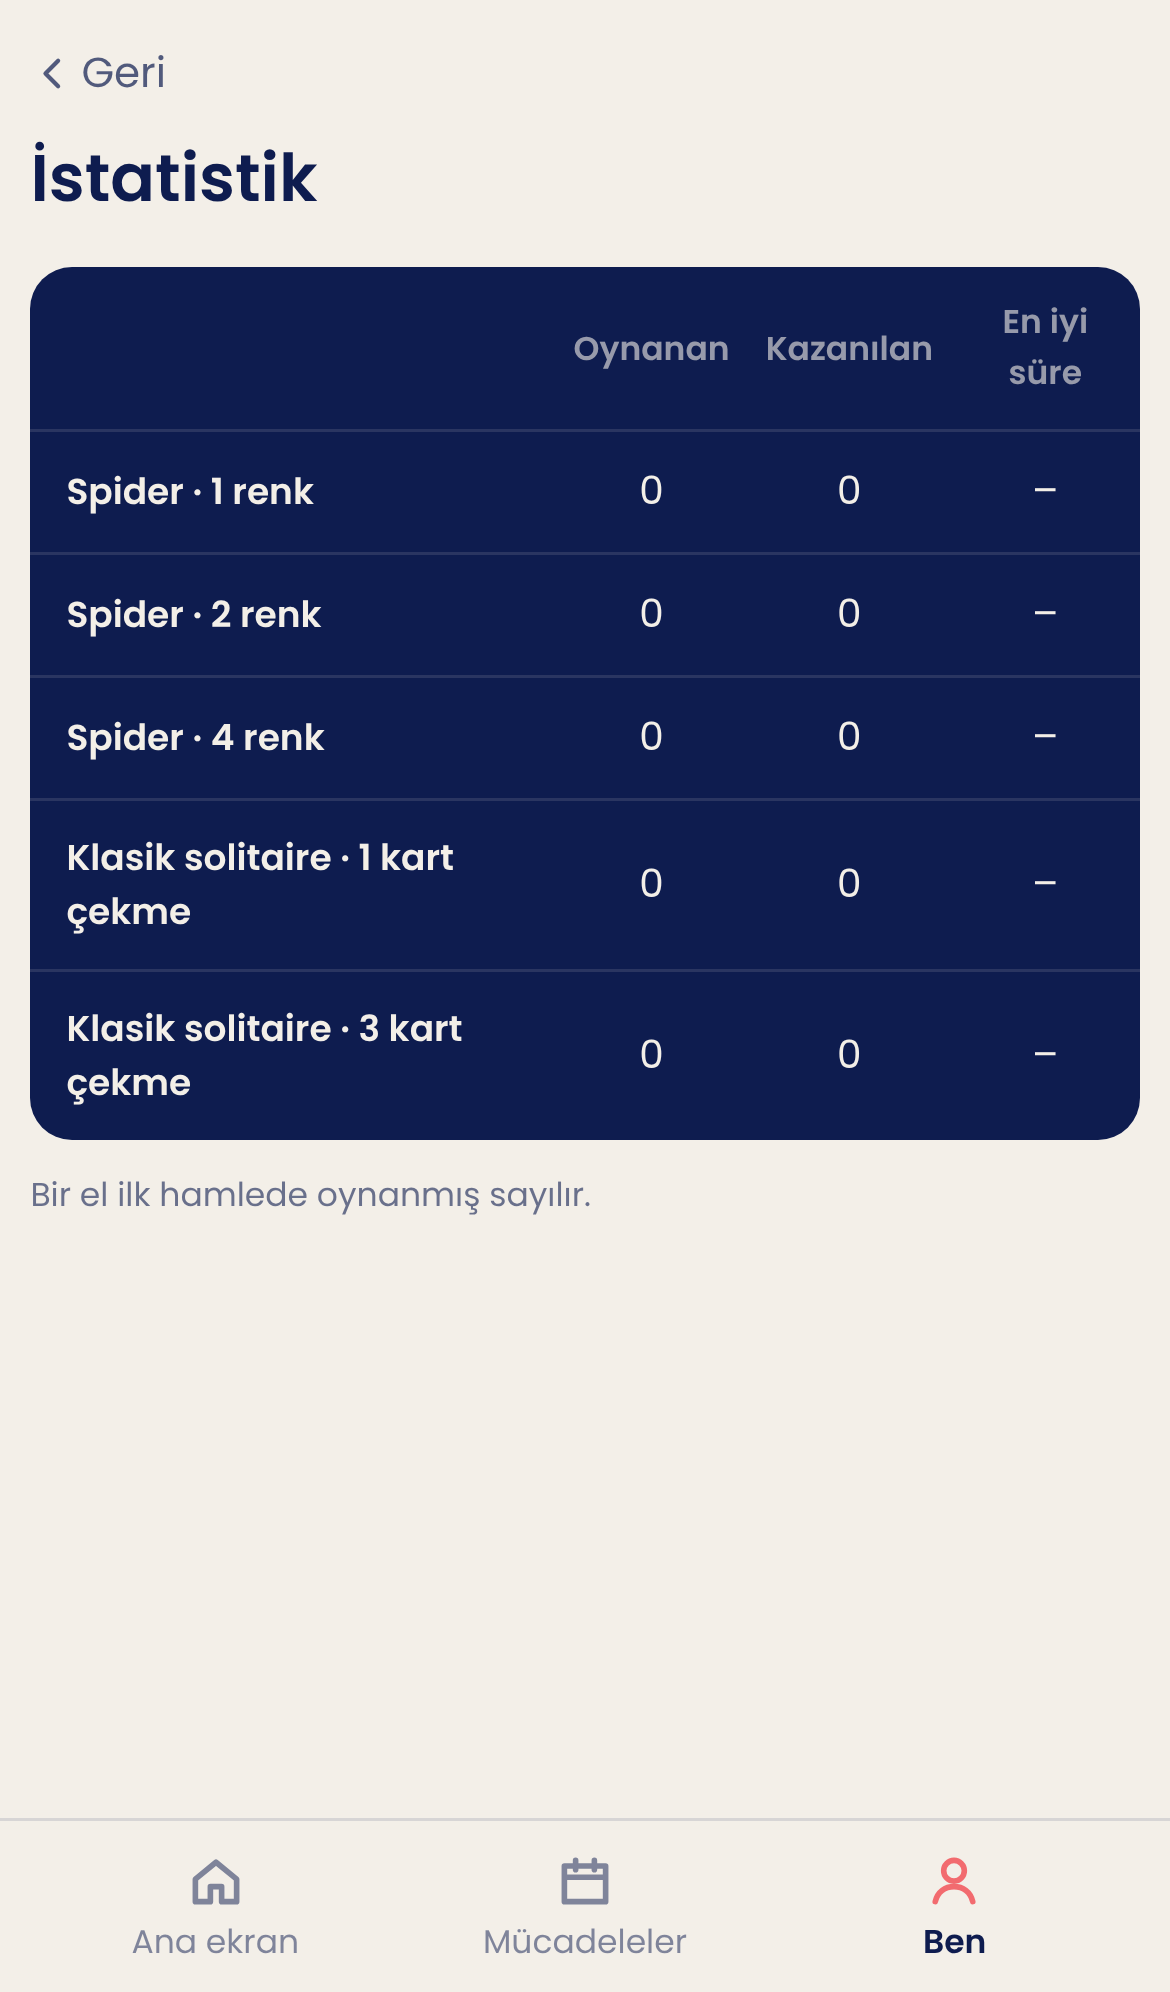 Geri
İstatistik
Oynanan Kazanılan En iyi süre
Spider · 1 renk 0 0 –
Spider · 2 renk 0 0 –
Spider · 4 renk 0 0 –
Klasik solitaire · 1 kart
çekme 0 0 –
Klasik solitaire · 3 kart
çekme 0 0 –
Bir el ilk hamlede oynanmış sayılır.
Ana ekran Mücadeleler Ben